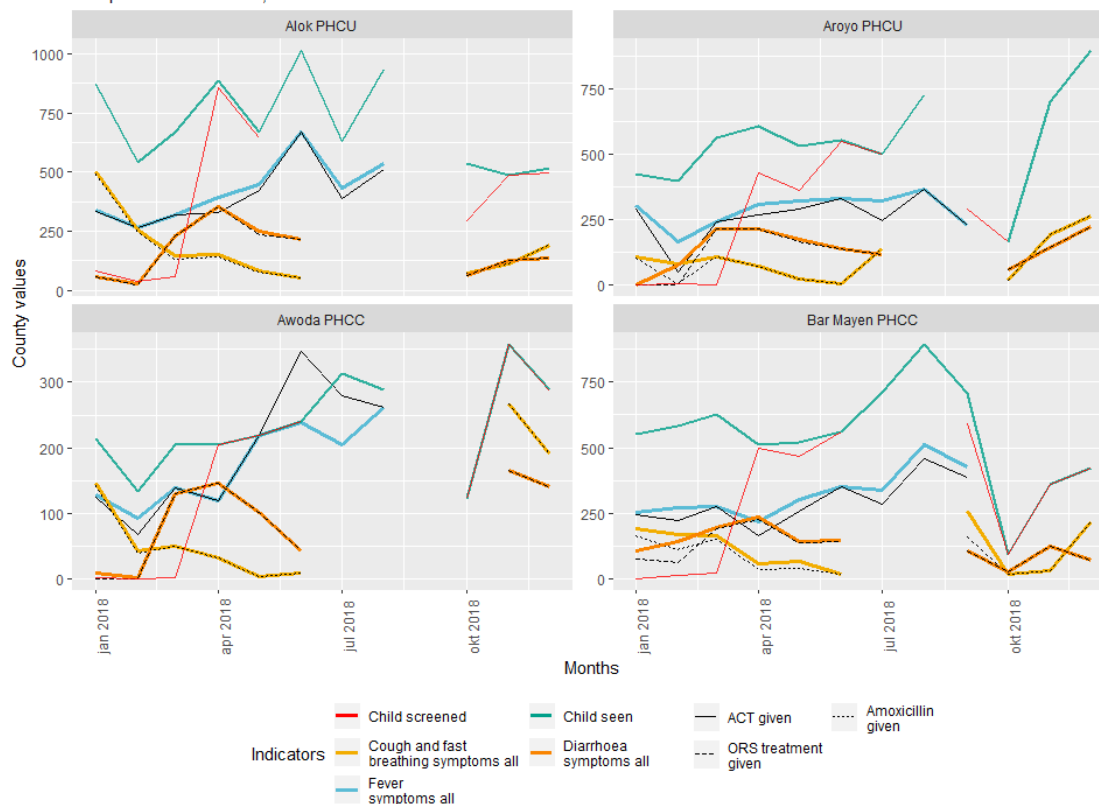 Alok PHCU
Aroyo PHCU
1000
750
500
250
0
750
500
250
0
Awoda PHCC
Bar Mayen PHCC
300
200
100
0
750
500
250
0
County values
jan 2018
apr 2018
jul 2018
okt 2018
jan 2018
apr 2018
jul 2018
okt 2018
Months
Indicators
Child screened
Cough and fast
breathing symptoms all
Fever
symptoms all
Child seen
Diarrhoea
symptoms all
ACT given
ORS treatment
given
Amoxicillin
given